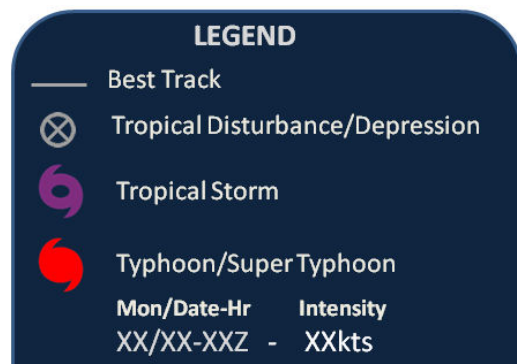 LEGEND
Best Track
Tropical Disturbance/Depression
Tropical Storm
Typhoon/Super Typhoon
Mon/Date-Hr Intensity
XX/XX-XXZ - XXkts